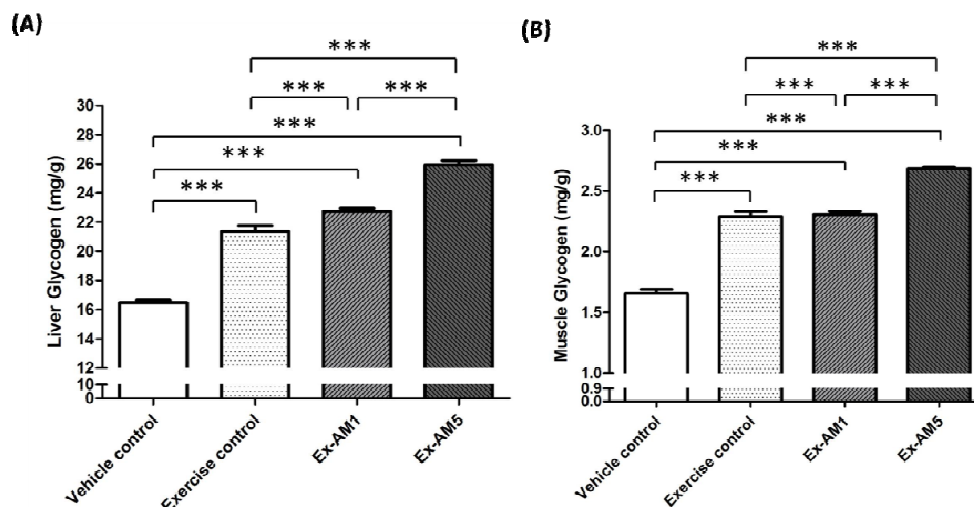 (A)
***
*** ***
***
***
***
Liver Glycogen (mg/g)
30
28
26
24
22
20
18
16
14
12
10
0
Vehicle control
Exercise control
Ex-AM1
Ex-AM5
(B)
***
*** ***
***
***
***
Muscle Glycogen (mg/g)
3.0
2.5
2.0
1.5
1.0
0.9
0.0
Vehicle control
Exercise control
Ex-AM1
Ex-AM5